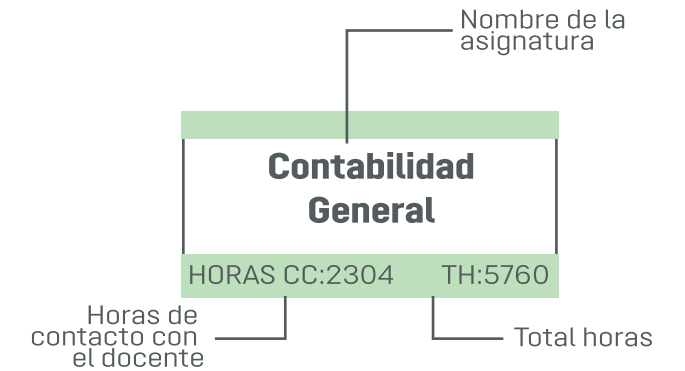 Nombre de la
asignatura
Contabilidad
General
HORAS CC:2304 TH:5760
Horas de
contacto con
el docente
Total horas